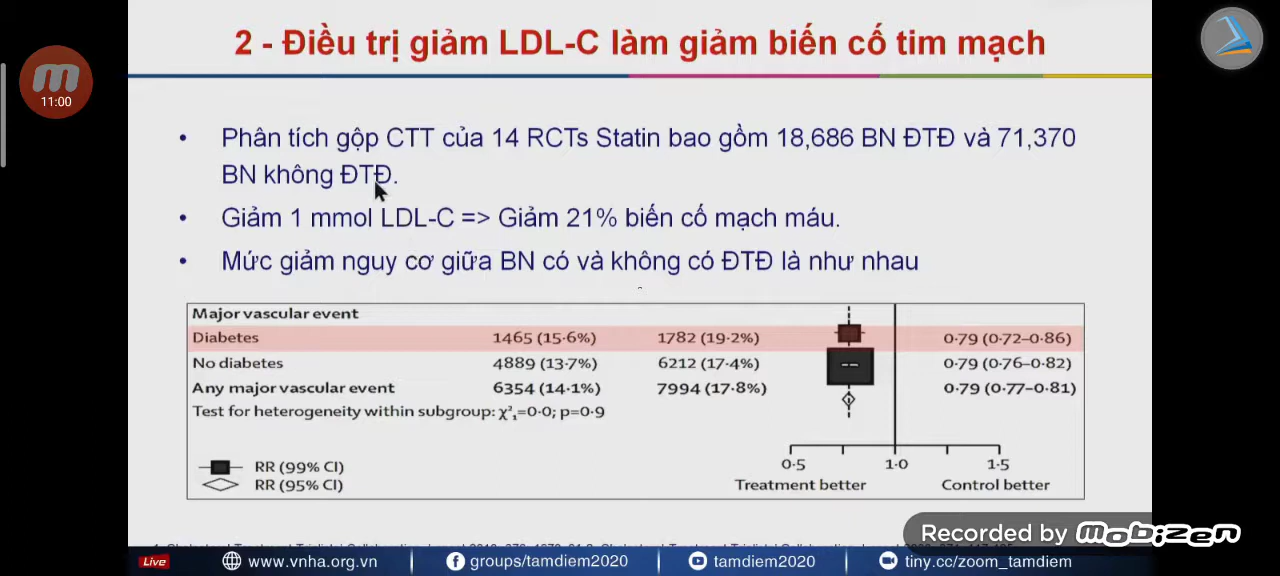 2 - Điều trị giảm LDL-C làm giảm biến cố tim mạch
11:00
• Phân tích gộp CTT của 14 RCTs Statin bao gồm 18,686 BN ĐTĐ và 71,370
BN không ĐTĐ.
• Giảm 1 mmol LDL-C => Giảm 21% biến cố mạch máu.
• Mức giảm nguy cơ giữa BN có và không có ĐTĐ là như nhau
Major vascular event
Diabetes 1465 (15·6%) 1782 (19·2%) 0·79 (0·72–0·86)
No diabetes 4889 (13·7%) 6212 (17·4%) 0·79 (0·76–0·82)
Any major vascular event 6354 (14·1%) 7994 (17·8%) 0·79 (0·77–0·81)
Test for heterogeneity within subgroup: χ²₁=0·0; p=0·9
0·5 1·0 1·5
RR (99% CI)
RR (95% CI)
Treatment better Control better
Recorded by mobizen
Live www.vnha.org.vn groups/tamdiem2020 tamdiem2020 tiny.cc/zoom_tamdiem